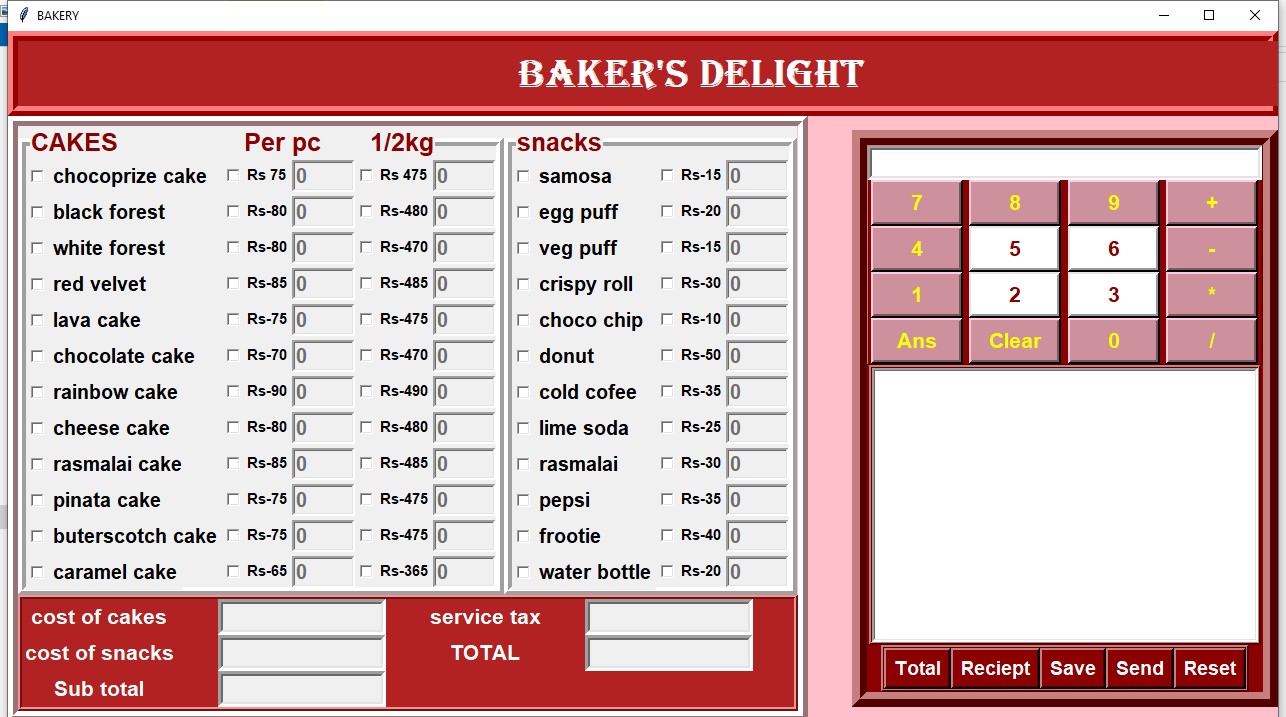 BAKERY
BAKER'S DELIGHT
CAKES Per pc 1/2kg
chocoprize cake Rs 75 0 Rs 475 0
black forest Rs-80 0 Rs-480 0
white forest Rs-80 0 Rs-470 0
red velvet Rs-85 0 Rs-485 0
lava cake Rs-75 0 Rs-475 0
chocolate cake Rs-70 0 Rs-470 0
rainbow cake Rs-90 0 Rs-490 0
cheese cake Rs-80 0 Rs-480 0
rasmalai cake Rs-85 0 Rs-485 0
pinata cake Rs-75 0 Rs-475 0
buterscotch cake Rs-75 0 Rs-475 0
caramel cake Rs-65 0 Rs-365 0
snacks
samosa Rs-15 0
egg puff Rs-20 0
veg puff Rs-15 0
crispy roll Rs-30 0
choco chip Rs-10 0
donut Rs-50 0
cold cofee Rs-35 0
lime soda Rs-25 0
rasmalai Rs-30 0
pepsi Rs-35 0
frootie Rs-40 0
water bottle Rs-20 0
cost of cakes service tax
cost of snacks TOTAL
Sub total
7 8 9 +
4 5 6 -
1 2 3 *
Ans Clear 0 /
Total Reciept Save Send Reset